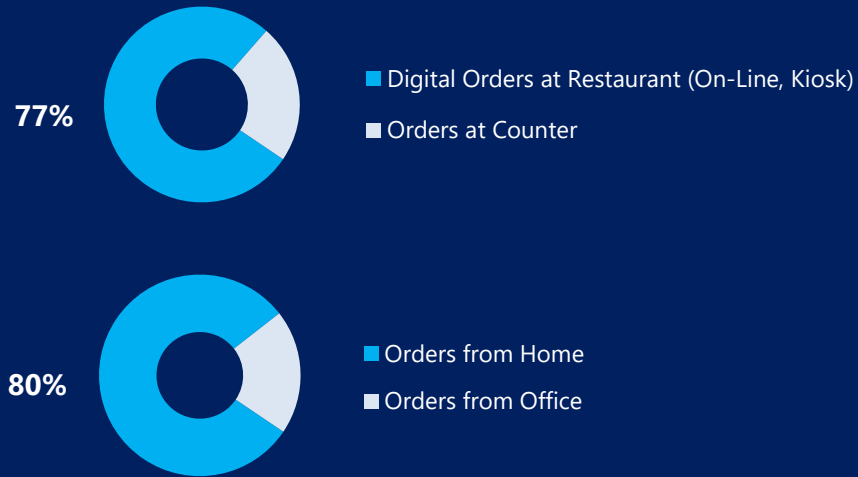 77%
Digital Orders at Restaurant (On-Line, Kiosk)
Orders at Counter
80%
Orders from Home
Orders from Office